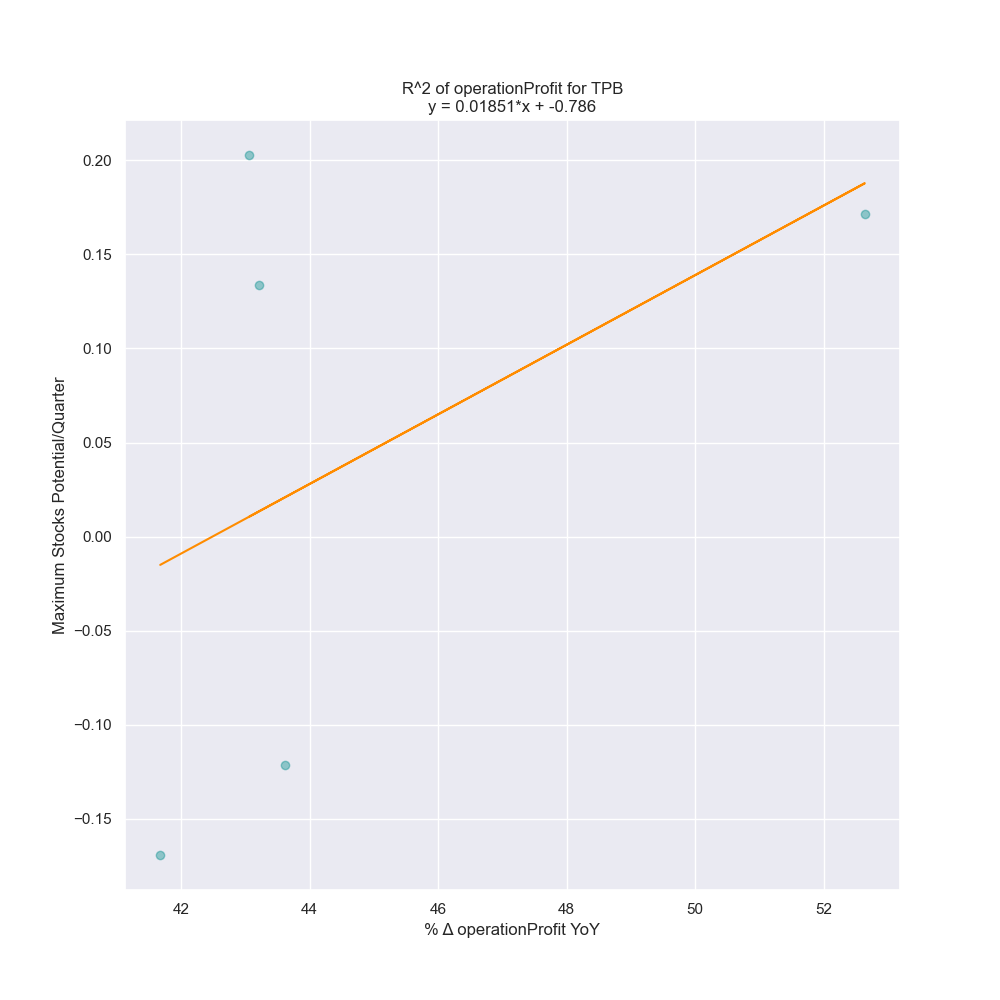 R^2 of operationProfit for TPB
y = 0.01851*x + -0.786
0.20
0.15
0.10
0.05
0.00
−0.05
−0.10
−0.15
Maximum Stocks Potential/Quarter
42 44 46 48 50 52
% Δ operationProfit YoY